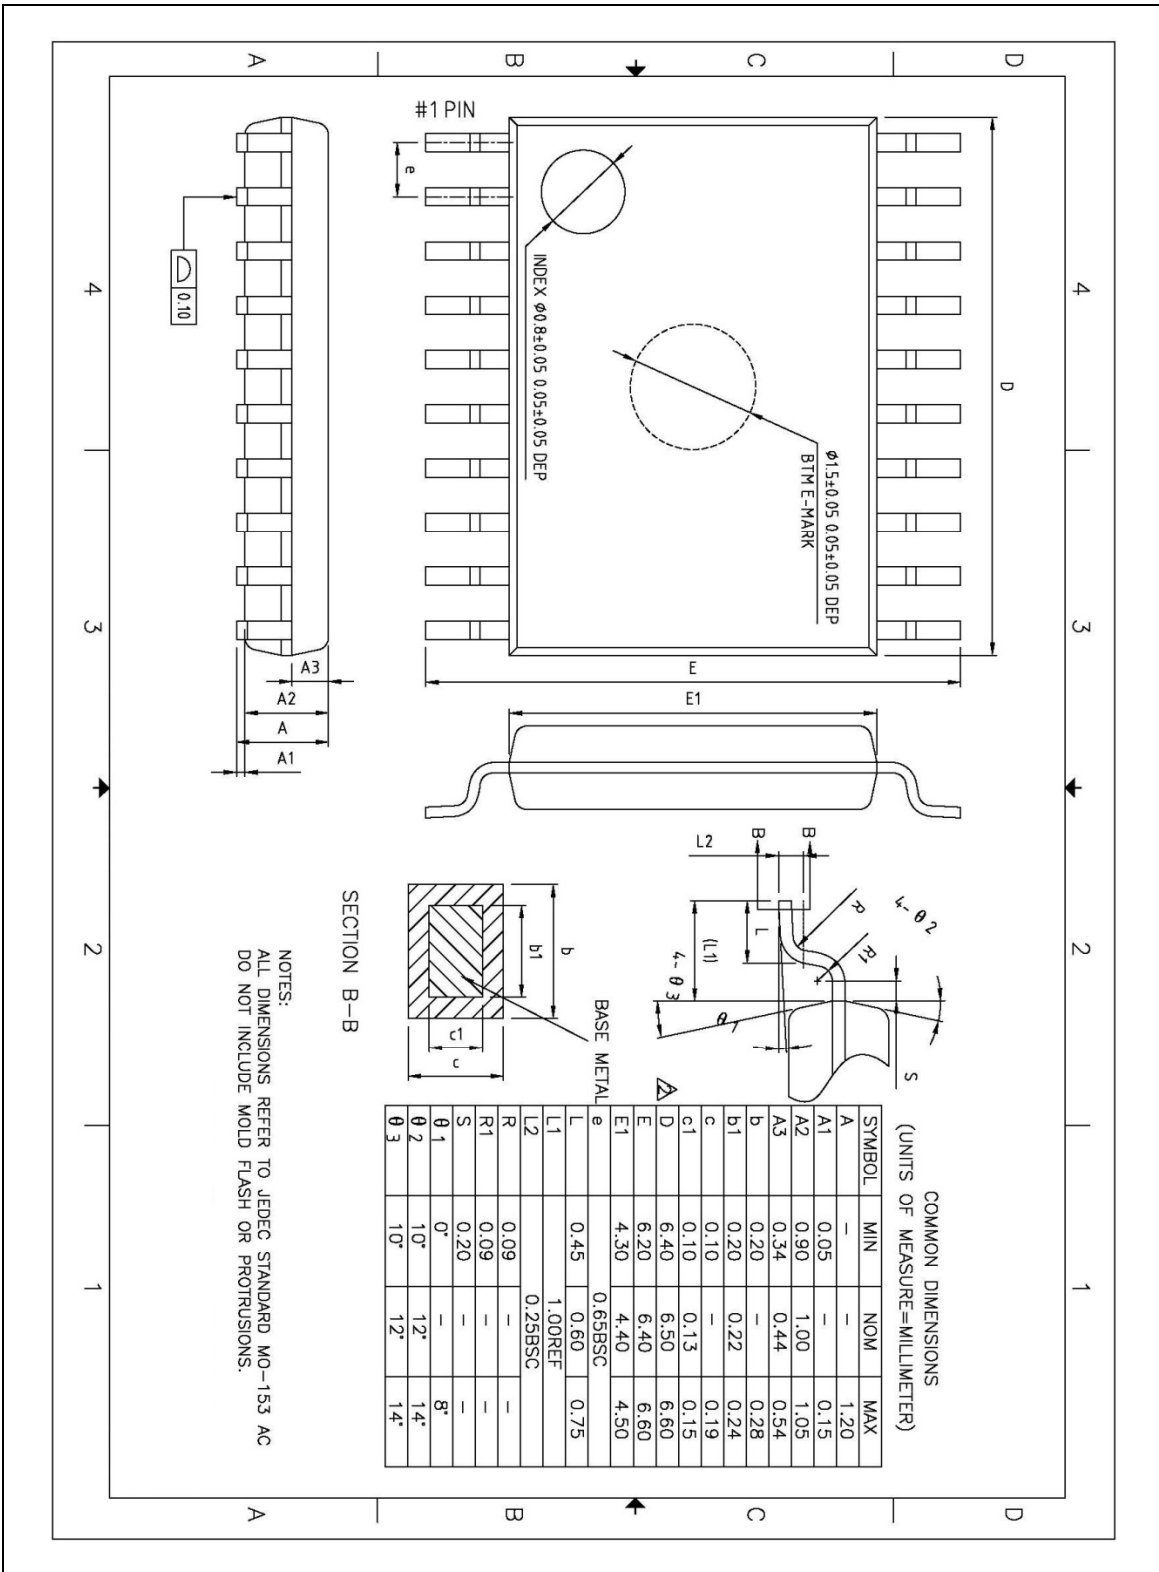 D
C
B
A
4
3
2
1
4
3
2
1
D
C
B
A
#1 PIN
e
INDEX Ø0.8±0.05 0.05±0.05 DEP
Ø1.5±0.05 0.05±0.05 DEP
BTM E-MARK
D
E
E1
0.10
A3
A2
A
A1
B
B
L2
L
(L1)
R
R1
4-θ2
4-θ3
θ1
S
b
b1
c1
c
BASE METAL
SECTION B-B
2
COMMON DIMENSIONS
(UNITS OF MEASURE=MILLIMETER)
SYMBOL MIN NOM MAX
A – – 1.20
A1 0.05 – 0.15
A2 0.90 1.00 1.05
A3 0.34 0.44 0.54
b 0.20 – 0.28
b1 0.20 0.22 0.24
c 0.10 – 0.19
c1 0.10 0.13 0.15
D 6.40 6.50 6.60
E 6.20 6.40 6.60
E1 4.30 4.40 4.50
e 0.65BSC
L 0.45 0.60 0.75
L1 1.00REF
L2 0.25BSC
R 0.09 – –
R1 0.09 – –
S 0.20 – –
θ1 0° – 8°
θ2 10° 12° 14°
θ3 10° 12° 14°
NOTES:
ALL DIMENSIONS REFER TO JEDEC STANDARD MO-153 AC
DO NOT INCLUDE MOLD FLASH OR PROTRUSIONS.